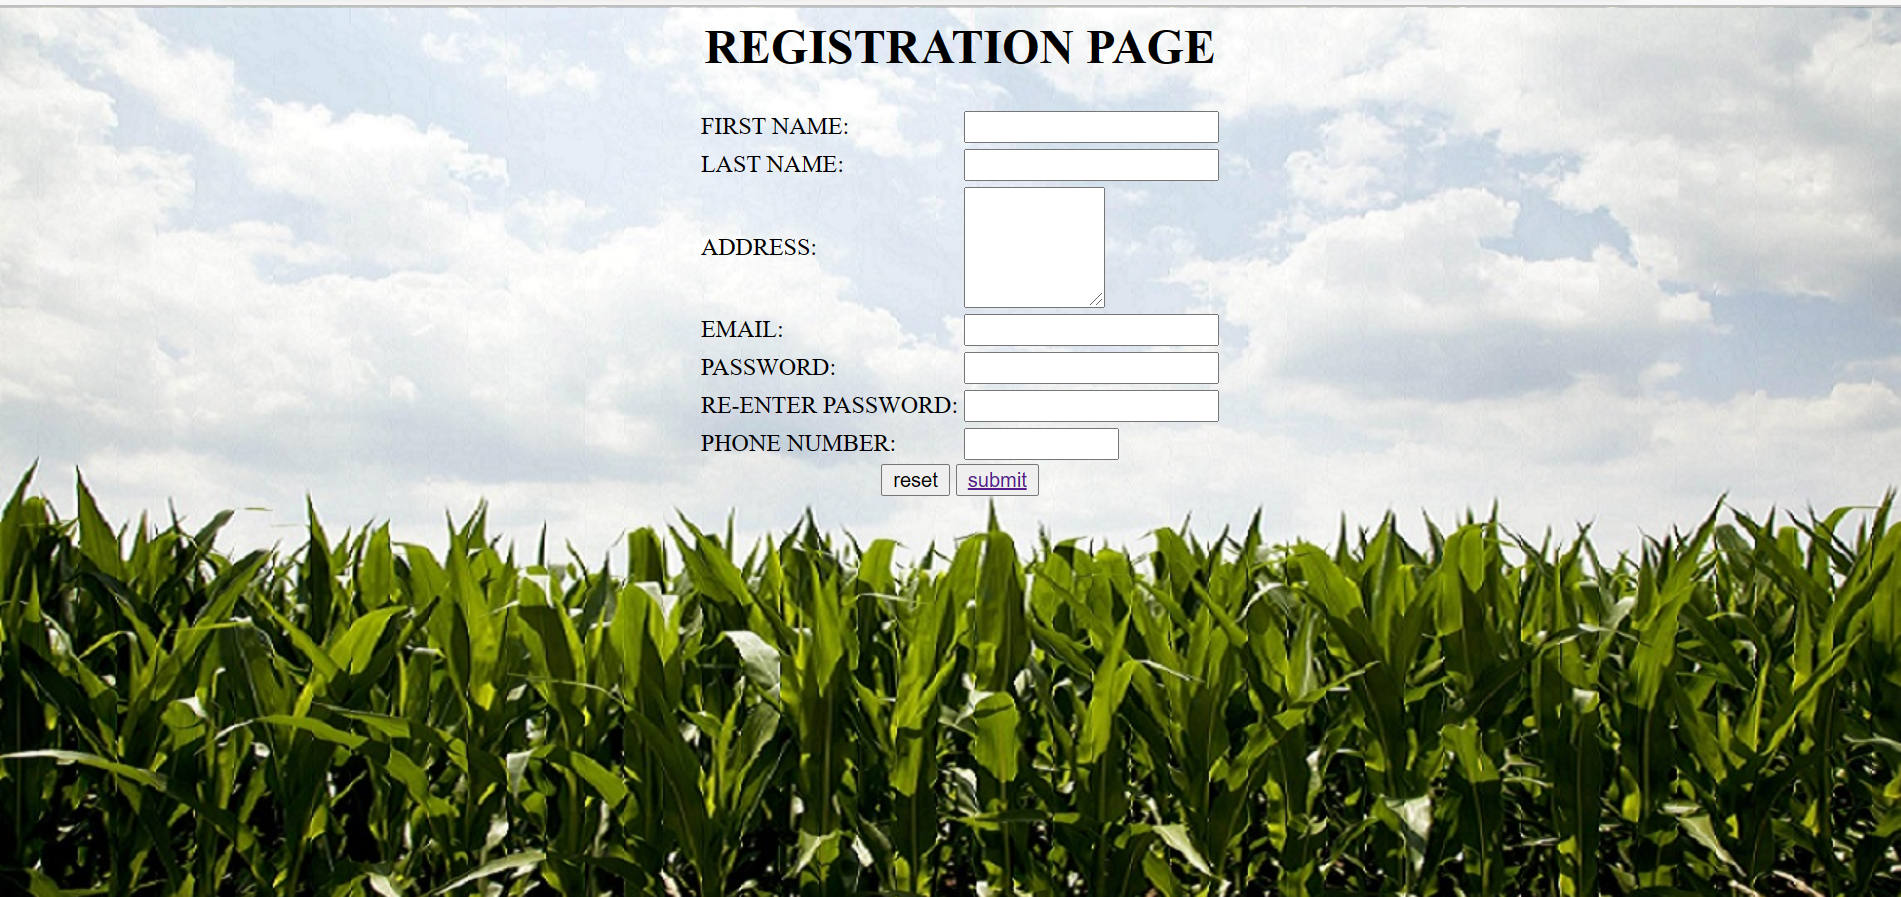 REGISTRATION PAGE
FIRST NAME:
LAST NAME:
ADDRESS:
EMAIL:
PASSWORD:
RE-ENTER PASSWORD:
PHONE NUMBER:
reset submit